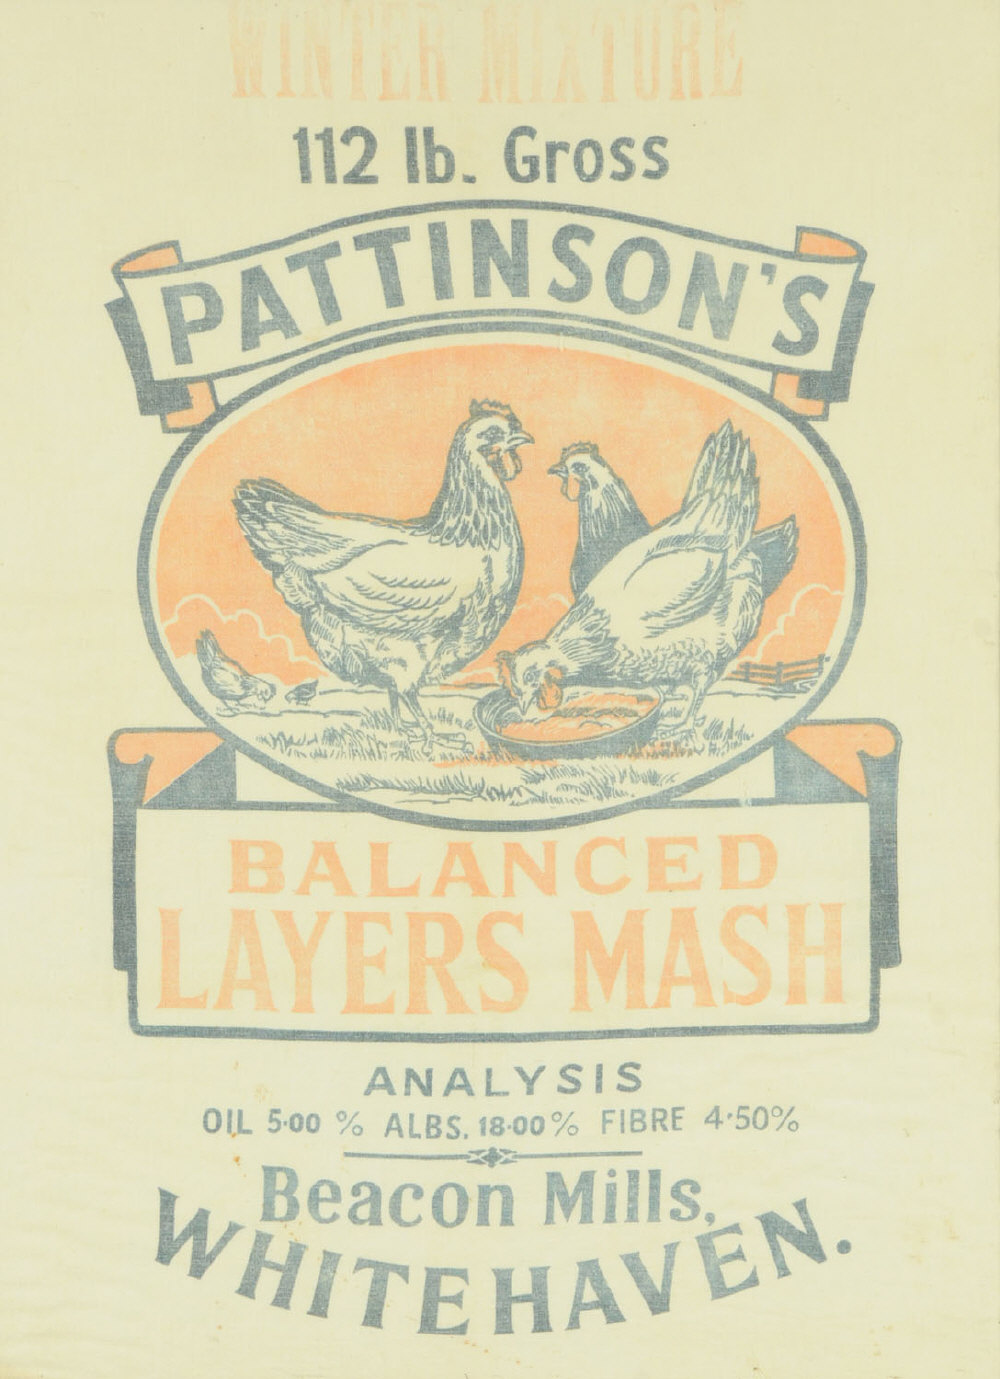 WINTER MIXTURE
112 lb. Gross
PATTINSON'S
BALANCED
LAYERS MASH
ANALYSIS
OIL 5·00 % ALBS. 18·00% FIBRE 4·50%
Beacon Mills,
WHITEHAVEN.